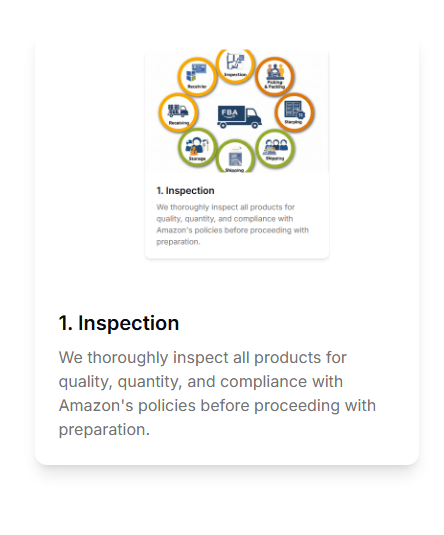 Inspection
Receivier
Picking
& Packing
FBA
Receiving
Starping
Storage
Shipping
Shipping
1. Inspection
We thoroughly inspect all products for
quality, quantity, and compliance with
Amazon's policies before proceeding with
preparation.
1. Inspection
We thoroughly inspect all products for
quality, quantity, and compliance with
Amazon's policies before proceeding with
preparation.